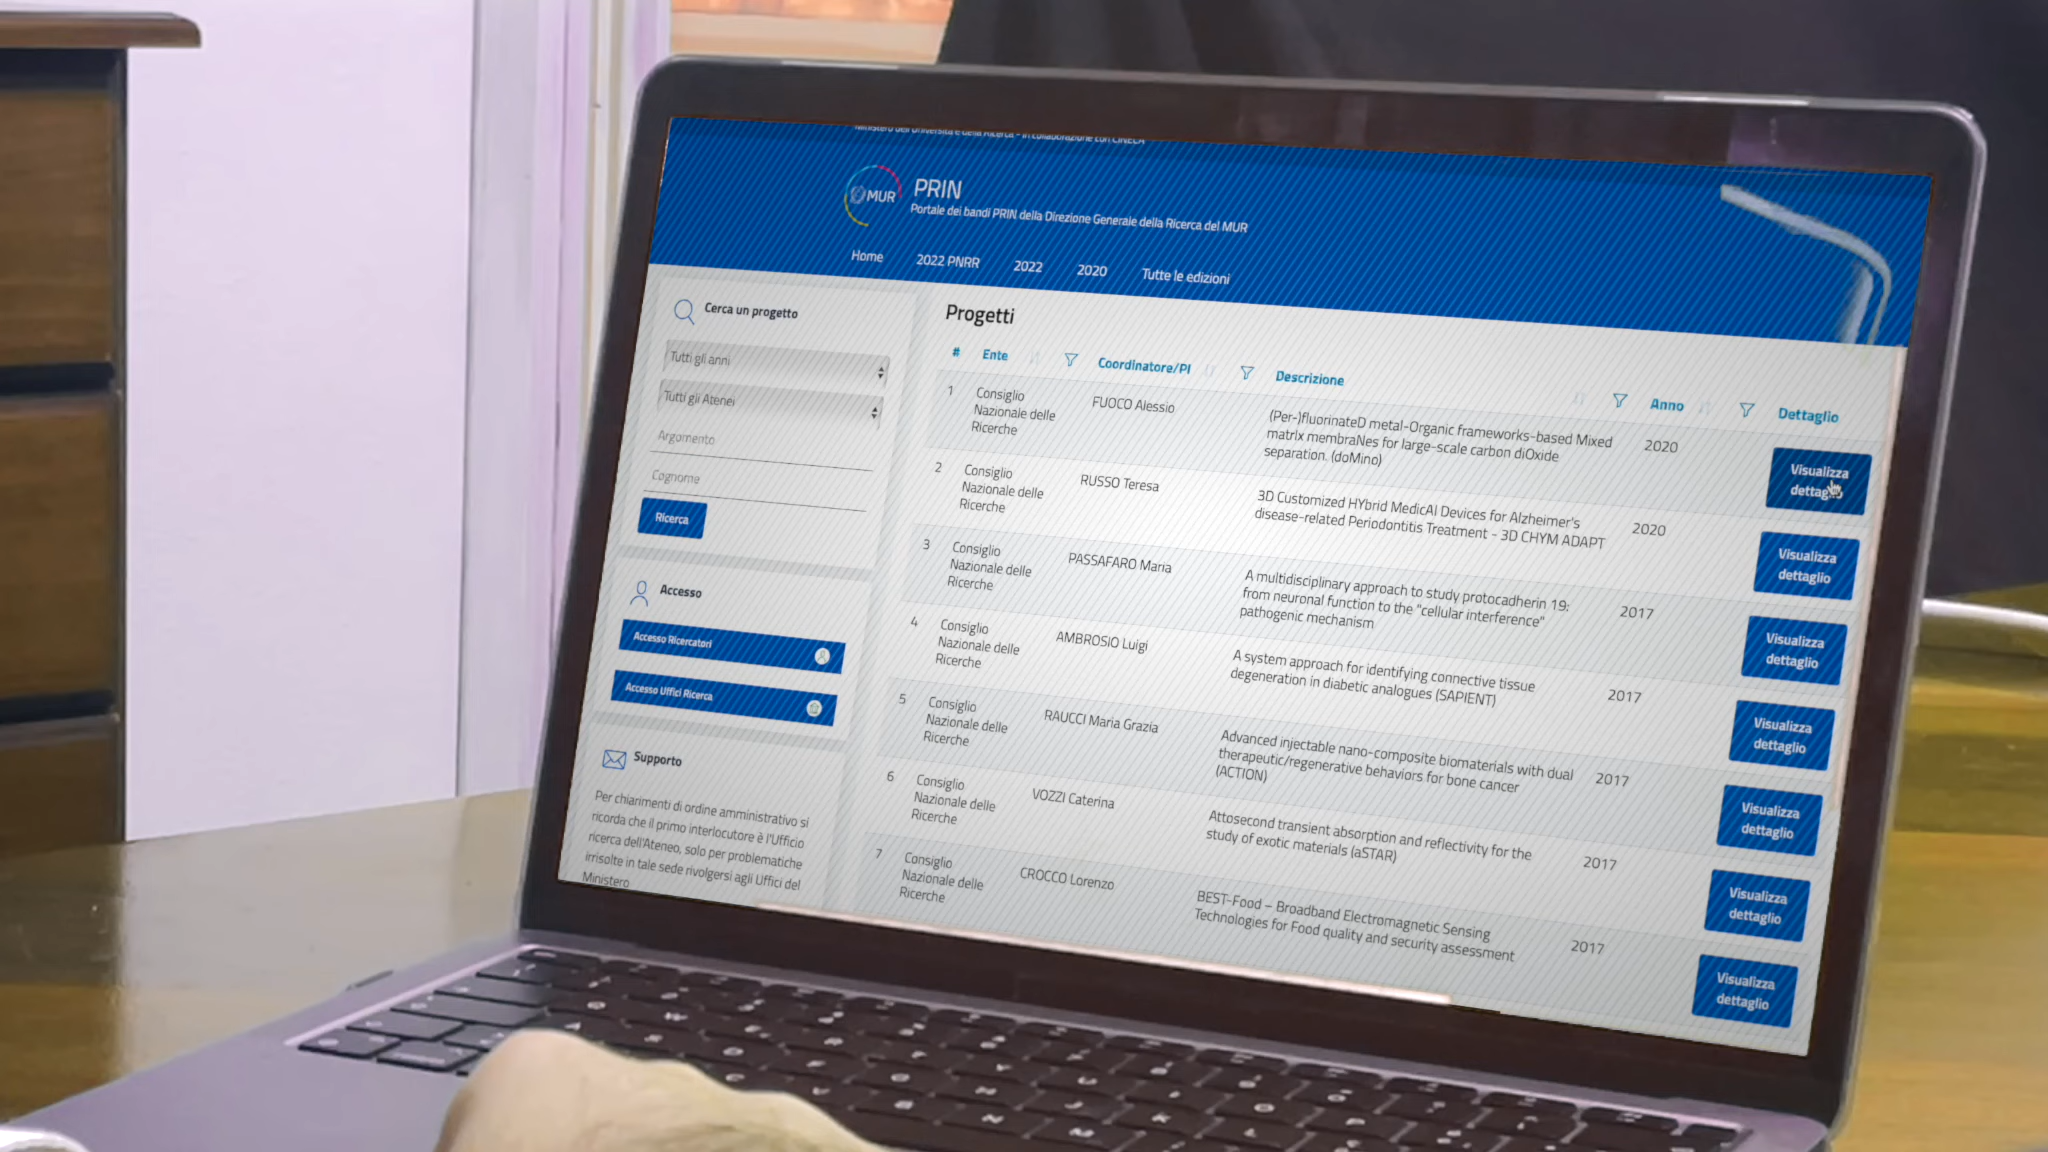 Ministero dell'Università e della Ricerca - in collaborazione con CINECA
MUR
PRIN
Portale dei bandi PRIN della Direzione Generale della Ricerca del MUR
Home 2022 PNRR 2022 2020 Tutte le edizioni
Cerca un progetto
Tutti gli anni
Tutti gli Atenei
Argomento
Cognome
Ricerca
Accesso
Accesso Ricercatori
Accesso Uffici Ricerca
Supporto
Per chiarimenti di ordine amministrativo si
ricorda che il primo interlocutore è l'Ufficio
ricerca dell'Ateneo, solo per problematiche
irrisolte in tale sede rivolgersi agli Uffici del
Ministero
Progetti
# Ente Coordinatore/PI Descrizione Anno Dettaglio
1 Consiglio
Nazionale delle
Ricerche
FUOCO Alessio
(Per-)fluorinateD metal-Organic frameworks-based Mixed
matrix membraNes for large-scale carbon diOxide
separation. (doMino)
2020
Visualizza
dettaglio
2 Consiglio
Nazionale delle
Ricerche
RUSSO Teresa
3D Customized HYbrid MedicAl Devices for Alzheimer's
disease-related Periodontitis Treatment - 3D CHYM ADAPT
2020
Visualizza
dettaglio
3 Consiglio
Nazionale delle
Ricerche
PASSAFARO Maria
A multidisciplinary approach to study protocadherin 19:
from neuronal function to the "cellular interference"
pathogenic mechanism
2017
Visualizza
dettaglio
4 Consiglio
Nazionale delle
Ricerche
AMBROSIO Luigi
A system approach for identifying connective tissue
degeneration in diabetic analogues (SAPIENT)
2017
Visualizza
dettaglio
5 Consiglio
Nazionale delle
Ricerche
RAUCCI Maria Grazia
Advanced injectable nano-composite biomaterials with dual
therapeutic/regenerative behaviors for bone cancer
(ACTION)
2017
Visualizza
dettaglio
6 Consiglio
Nazionale delle
Ricerche
VOZZI Caterina
Attosecond transient absorption and reflectivity for the
study of exotic materials (aSTAR)
2017
Visualizza
dettaglio
7 Consiglio
Nazionale delle
Ricerche
CROCCO Lorenzo
BEST-Food – Broadband Electromagnetic Sensing
Technologies for Food quality and security assessment
2017
Visualizza
dettaglio